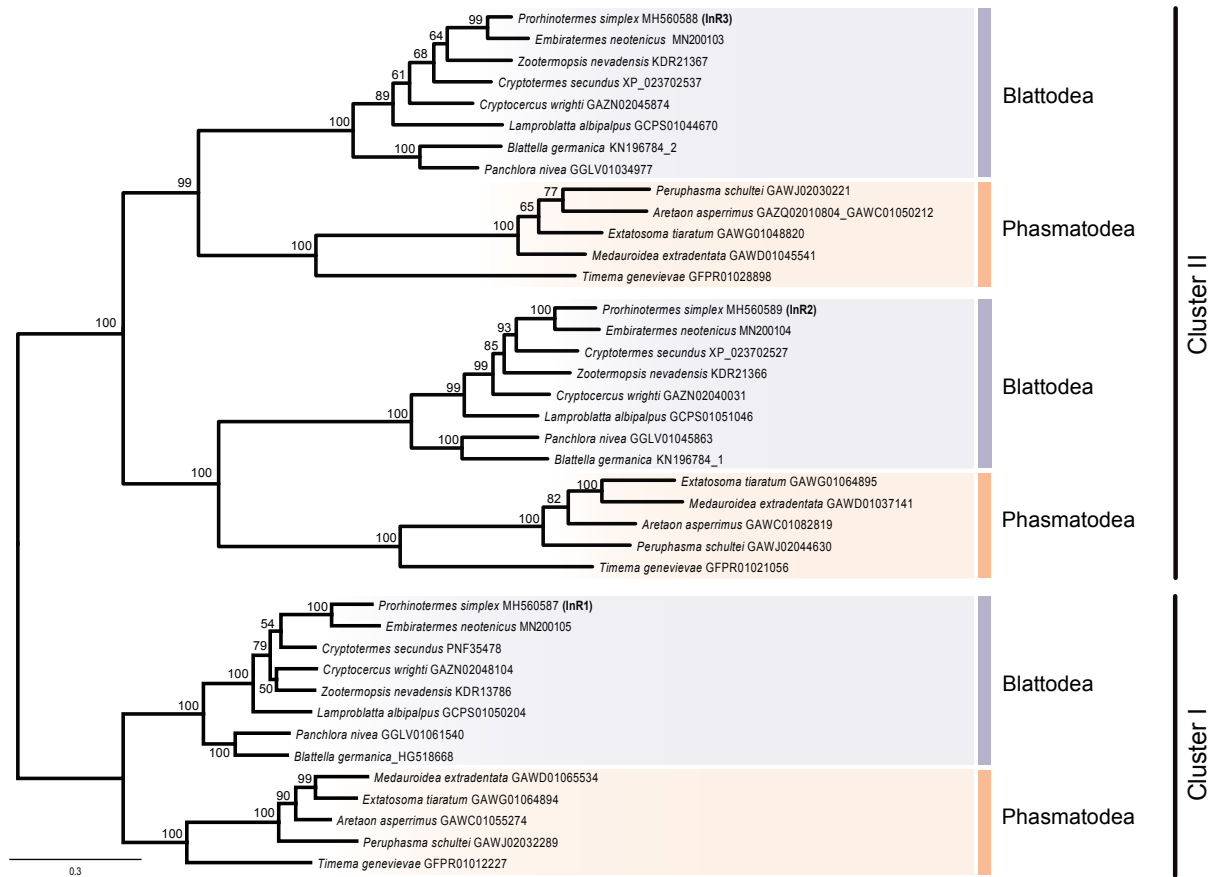 99
Prorhinotermes simplex MH560588 (InR3)
64
Embiratermes neotenicus MN200103
68
Zootermopsis nevadensis KDR21367
61
Cryptotermes secundus XP_023702537
89
Cryptocercus wrighti GAZN02045874
100
Lamproblatta albipalpus GCPS01044670
100
Blattella germanica KN196784_2
Panchlora nivea GGLV01034977
Blattodea
99
77
Peruphasma schultei GAWJ02030221
65
Aretaon asperrimus GAZQ02010804_GAWC01050212
100
Extatosoma tiaratum GAWG01048820
100
Medauroidea extradentata GAWD01045541
Timema genevievae GFPR01028898
Phasmatodea
100
100
Prorhinotermes simplex MH560589 (InR2)
93
Embiratermes neotenicus MN200104
85
Cryptotermes secundus XP_023702527
99
Zootermopsis nevadensis KDR21366
99
Cryptocercus wrighti GAZN02040031
100
Lamproblatta albipalpus GCPS01051046
100
Panchlora nivea GGLV01045863
Blattella germanica KN196784_1
Blattodea
100
100
Extatosoma tiaratum GAWG01064895
82
Medauroidea extradentata GAWD01037141
100
Aretaon asperrimus GAWC01082819
100
Peruphasma schultei GAWJ02044630
Timema genevievae GFPR01021056
Phasmatodea
Cluster II
100
Prorhinotermes simplex MH560587 (InR1)
54
Embiratermes neotenicus MN200105
79
Cryptotermes secundus PNF35478
100
Cryptocercus wrighti GAZN02048104
50
Zootermopsis nevadensis KDR13786
100
Lamproblatta albipalpus GCPS01050204
Panchlora nivea GGLV01061540
100
Blattella germanica_HG518668
Blattodea
99
Medauroidea extradentata GAWD01065534
90
Extatosoma tiaratum GAWG01064894
100
Aretaon asperrimus GAWC01055274
100
Peruphasma schultei GAWJ02032289
Timema genevievae GFPR01012227
Phasmatodea
Cluster I
0.3